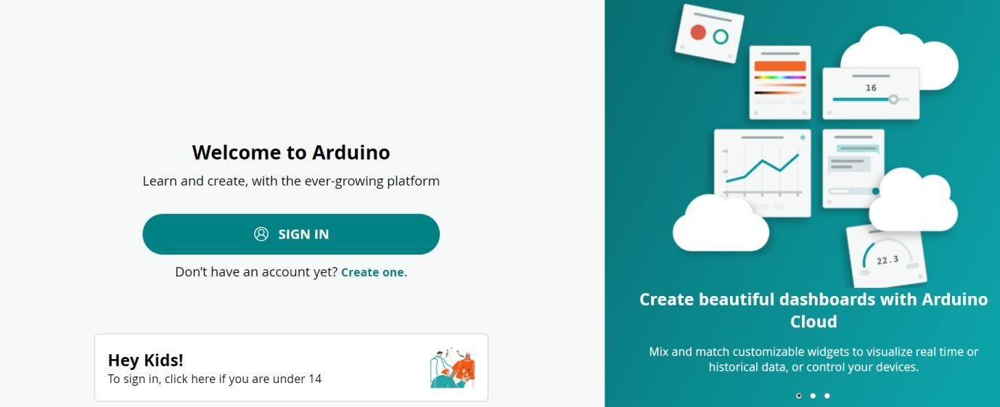 Welcome to Arduino
Learn and create, with the ever-growing platform
SIGN IN
Don’t have an account yet? Create one.
Hey Kids!
To sign in, click here if you are under 14
16
22.3
Create beautiful dashboards with Arduino
Cloud
Mix and match customizable widgets to visualize real time or
historical data, or control your devices.